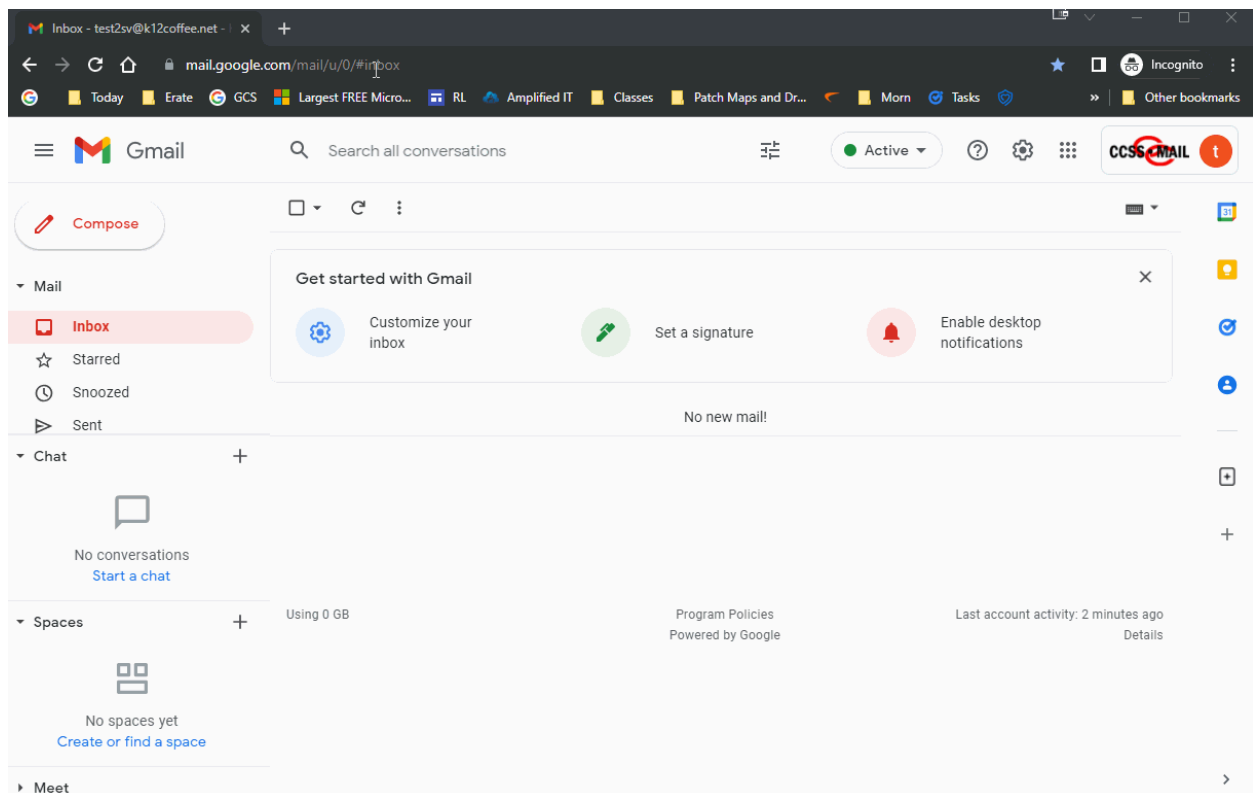 Inbox - test2sv@k12coffee.net -
mail.google.com/mail/u/0/#inbox
Incognito
Today Erate GCS Largest FREE Micro... RL Amplified IT Classes Patch Maps and Dr... Morn Tasks » Other bookmarks
Gmail
Search all conversations
Active
CCSS MAIL
t
Compose
31
Mail
Get started with Gmail
Inbox
Customize your
inbox
Set a signature
Enable desktop
notifications
Starred
Snoozed
Sent
No new mail!
Chat
No conversations
Start a chat
Using 0 GB
Program Policies
Powered by Google
Last account activity: 2 minutes ago
Details
Spaces
No spaces yet
Create or find a space
Meet